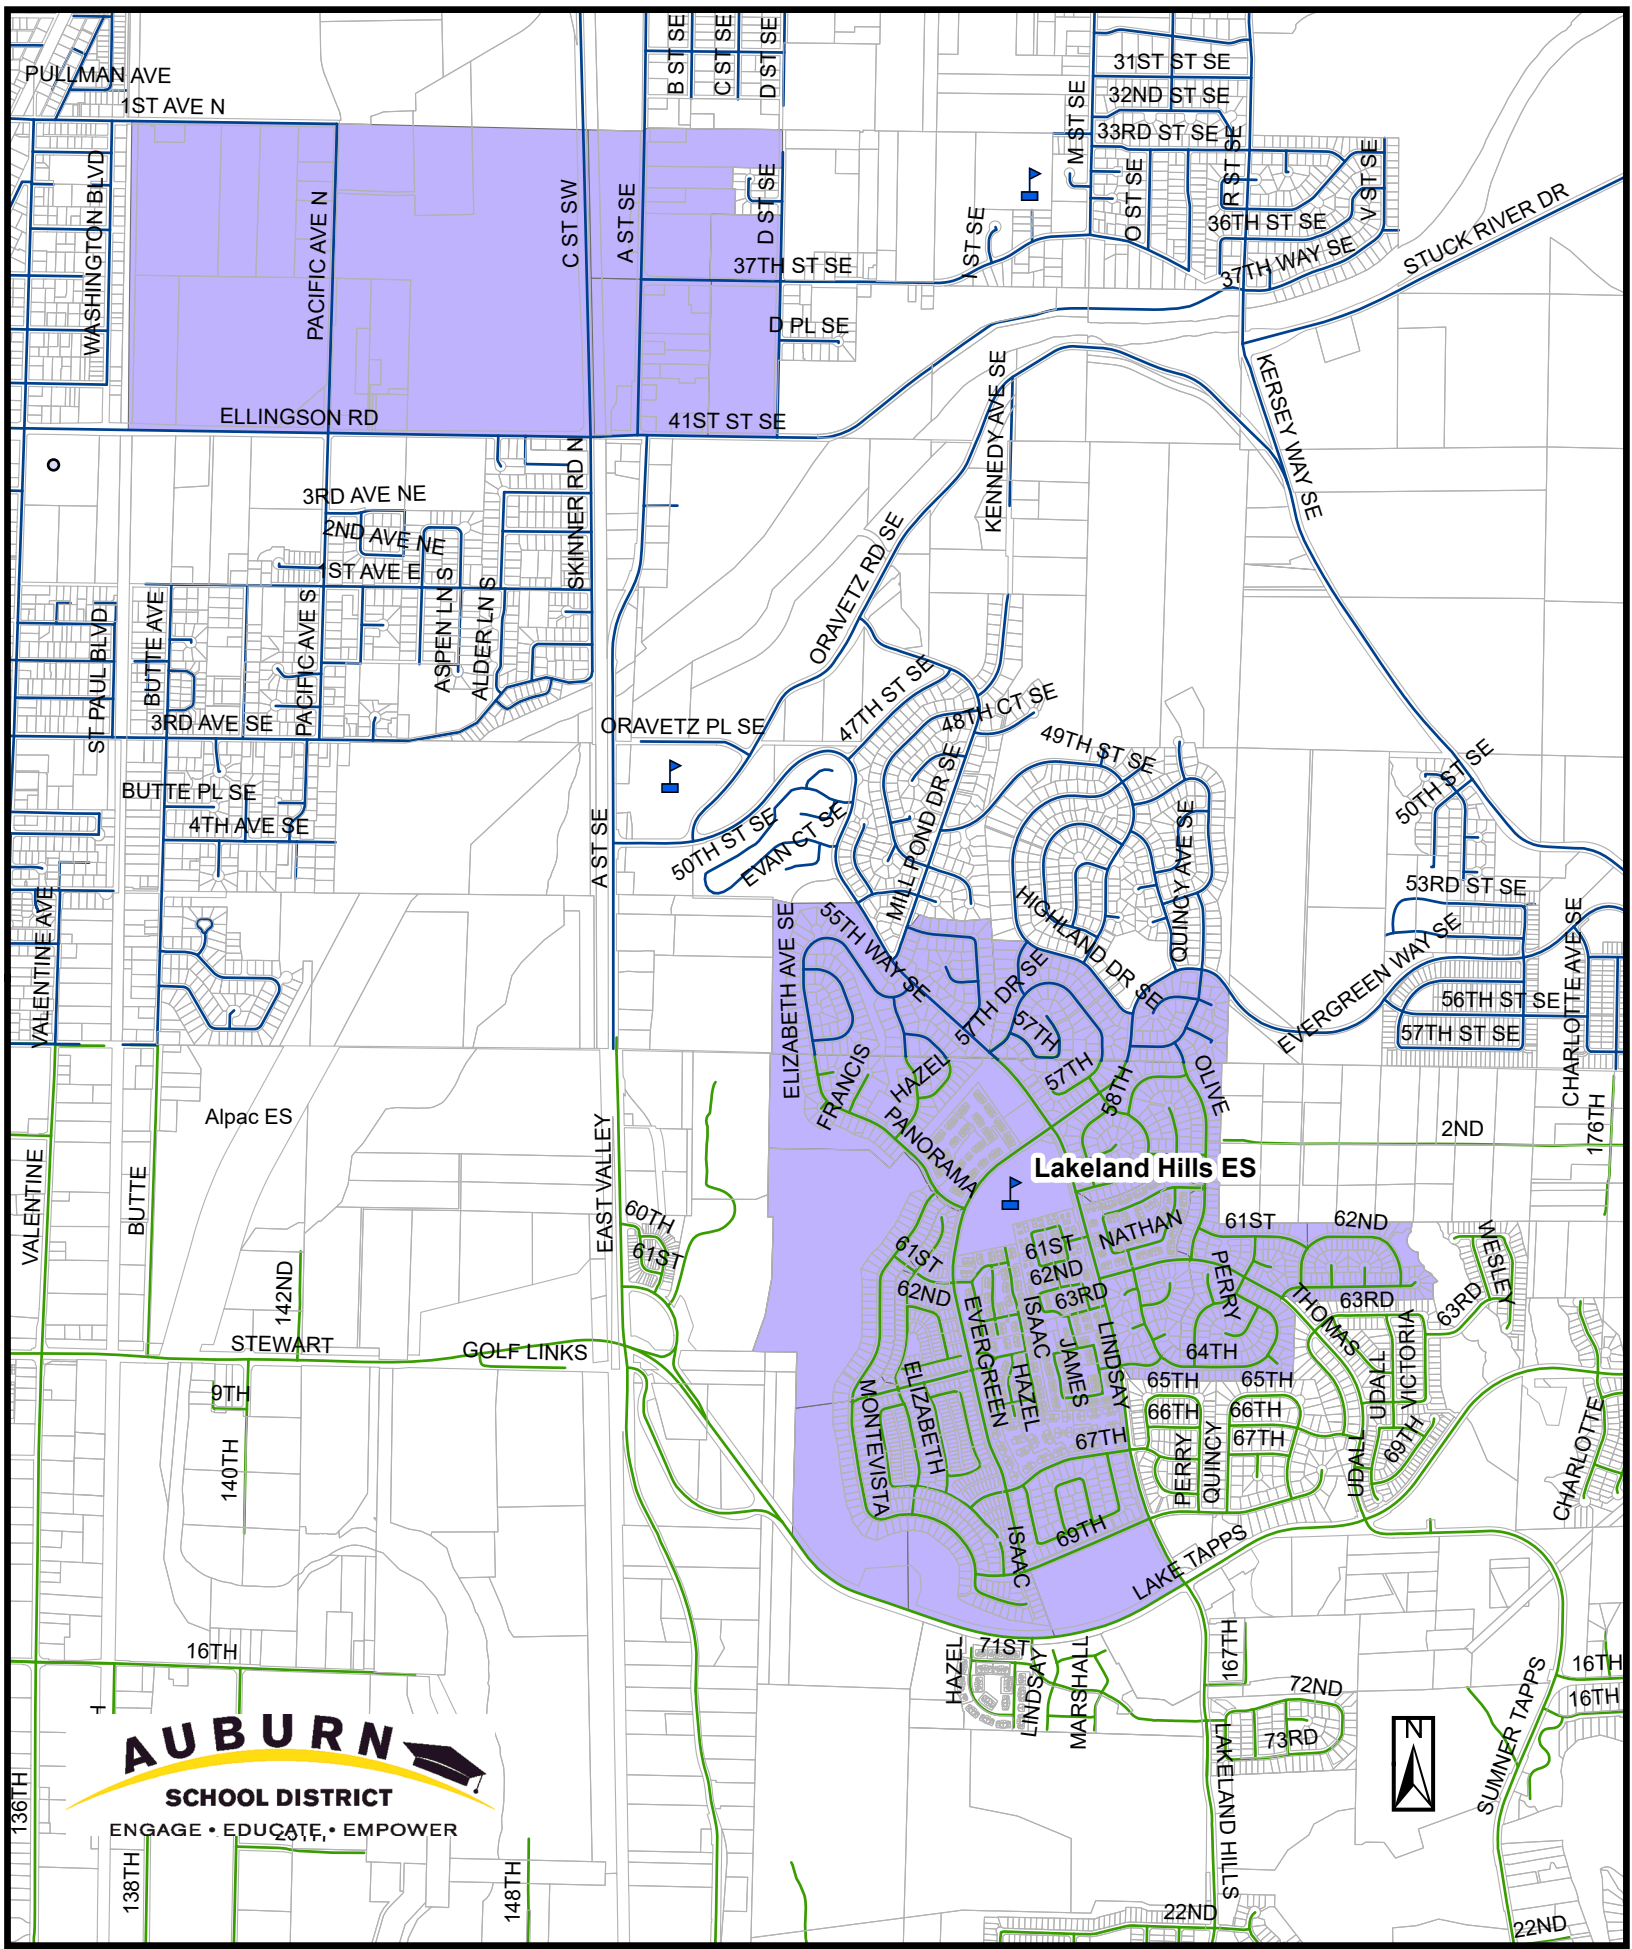 B ST SE
C ST SE
D ST SE
31ST ST SE
PULLMAN AVE
32ND ST SE
1ST AVE N
M ST SE
33RD ST SE
R ST SE
V ST SE
O ST SE
WASHINGTON BLVD
PACIFIC AVE N
C ST SW
A ST SE
D ST SE
I ST SE
36TH ST SE
STUCK RIVER DR
37TH WAY SE
37TH ST SE
D PL SE
KENNEDY AVE SE
KERSEY WAY SE
ELLINGSON RD
41ST ST SE
SKINNER RD N
3RD AVE NE
2ND AVE NE
ORAVETZ RD SE
1ST AVE E
ASPEN LN S
ALDER LN S
ST PAUL BLVD
BUTTE AVE
PACIFIC AVE S
3RD AVE SE
47TH ST SE
48TH CT SE
ORAVETZ PL SE
49TH ST SE
50TH ST SE
BUTTE PL SE
4TH AVE SE
MILL POND DR SE
QUINCY AVE SE
50TH ST SE
EVAN CT SE
A ST SE
53RD ST SE
VALENTINE AVE
ELIZABETH AVE SE
55TH WAY SE
HIGHLAND DR SE
EVERGREEN WAY SE
CHARLOTTE AVE SE
57TH DR SE
56TH ST SE
57TH ST SE
57TH
57TH
58TH
OLIVE
FRANCIS
HAZEL
PANORAMA
Alpac ES
2ND
176TH
VALENTINE
BUTTE
EAST VALLEY
Lakeland Hills ES
60TH
61ST
NATHAN
61ST
62ND
WESLEY
61ST
61ST
62ND
62ND
63RD
PERRY
142ND
63RD
63RD
THOMAS
EVERGREEN
ISAAC
JAMES
LINDSAY
VICTORIA
UDALL
STEWART
GOLF LINKS
64TH
65TH
65TH
9TH
MONTEVISTA
ELIZABETH
HAZEL
66TH
66TH
67TH
67TH
69TH
CHARLOTTE
140TH
PERRY
QUINCY
UDALL
69TH
ISAAC
LAKE TAPPS
16TH
HAZEL
71ST
LINDSAY
MARSHALL
167TH
16TH
72ND
16TH
73RD
SUMNER TAPPS
LAKELAND HILLS
N
AUBURN
SCHOOL DISTRICT
ENGAGE • EDUCATE • EMPOWER
136TH
138TH
148TH
22ND
22ND